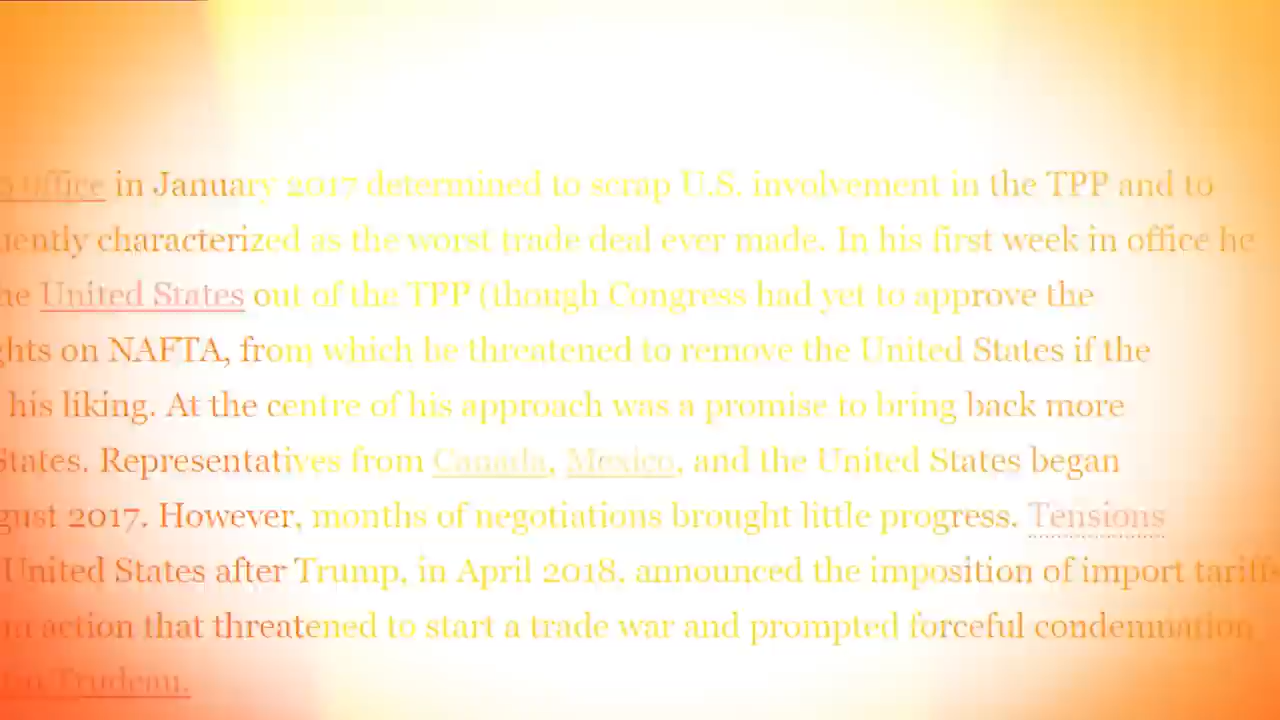 office in January 2017 determined to scrap U.S. involvement in the TPP and to
uently characterized as the worst trade deal ever made. In his first week in office he
he United States out of the TPP (though Congress had yet to approve the
ghts on NAFTA, from which he threatened to remove the United States if the
his liking. At the centre of his approach was a promise to bring back more
States. Representatives from Canada, Mexico, and the United States began
gust 2017. However, months of negotiations brought little progress. Tensions
United States after Trump, in April 2018, announced the imposition of import tariffs
action that threatened to start a trade war and prompted forceful condemnation
Trudeau.